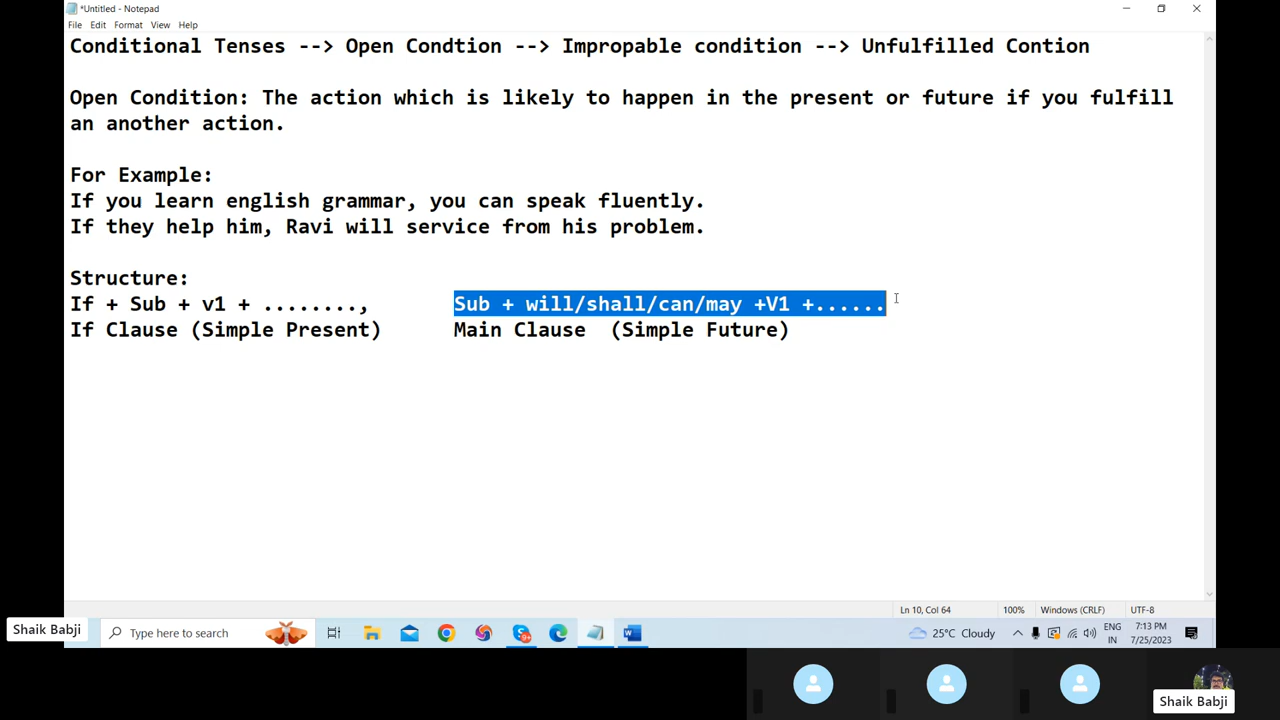 *Untitled - Notepad
File Edit Format View Help
Conditional Tenses --> Open Condtion --> Impropable condition --> Unfulfilled Contion
Open Condition: The action which is likely to happen in the present or future if you fulfill
an another action.
For Example:
If you learn english grammar, you can speak fluently.
If they help him, Ravi will service from his problem.
Structure:
If + Sub + v1 + ........, Sub + will/shall/can/may +V1 +......
If Clause (Simple Present) Main Clause (Simple Future)
Ln 10, Col 64 100% Windows (CRLF) UTF-8
Shaik Babji
Type here to search
25°C Cloudy
ENG
IN
7:13 PM
7/25/2023
Shaik Babji